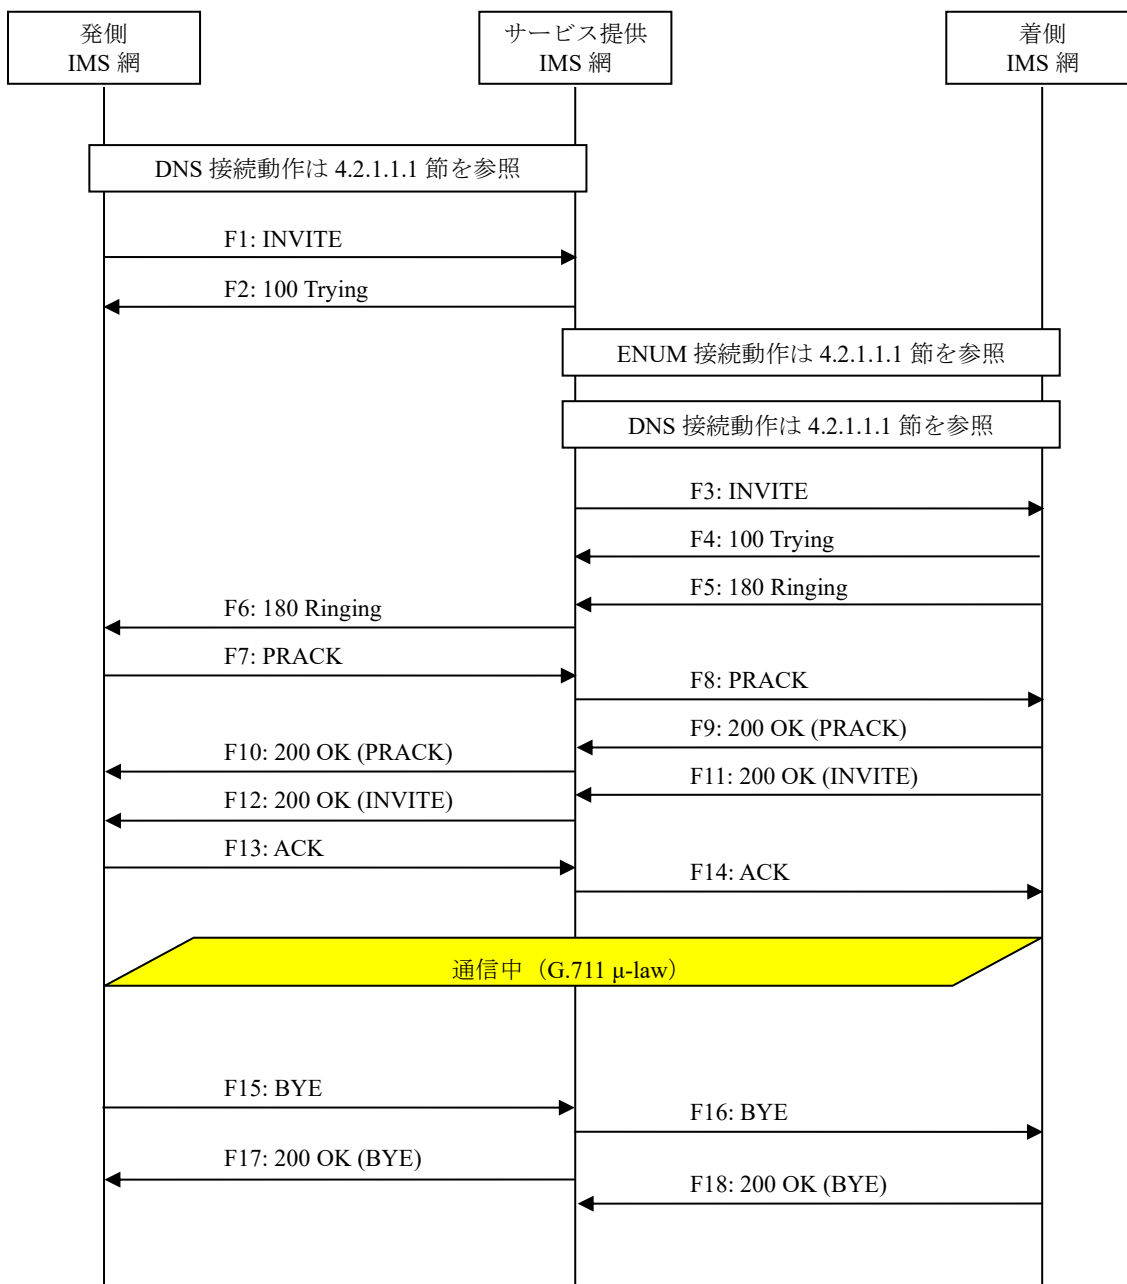 発側
IMS 網
サービス提供
IMS 網
着側
IMS 網
DNS 接続動作は 4.2.1.1.1 節を参照
F1: INVITE
F2: 100 Trying
ENUM 接続動作は 4.2.1.1.1 節を参照
DNS 接続動作は 4.2.1.1.1 節を参照
F3: INVITE
F4: 100 Trying
F5: 180 Ringing
F6: 180 Ringing
F7: PRACK
F8: PRACK
F9: 200 OK (PRACK)
F10: 200 OK (PRACK)
F11: 200 OK (INVITE)
F12: 200 OK (INVITE)
F13: ACK
F14: ACK
通信中（G.711 μ-law）
F15: BYE
F16: BYE
F17: 200 OK (BYE)
F18: 200 OK (BYE)